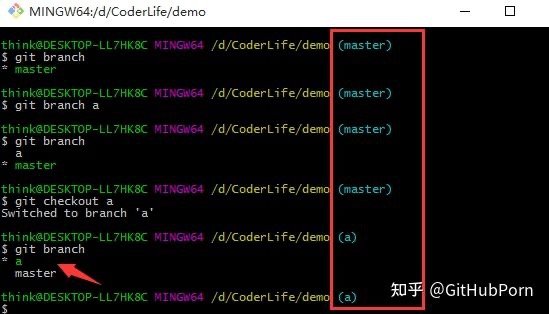 MINGW64:/d/CoderLife/demo
think@DESKTOP-LL7HK8C MINGW64 /d/CoderLife/demo (master)
$ git branch
* master
think@DESKTOP-LL7HK8C MINGW64 /d/CoderLife/demo (master)
$ git branch a
think@DESKTOP-LL7HK8C MINGW64 /d/CoderLife/demo (master)
$ git branch
a
* master
think@DESKTOP-LL7HK8C MINGW64 /d/CoderLife/demo (master)
$ git checkout a
Switched to branch 'a'
think@DESKTOP-LL7HK8C MINGW64 /d/CoderLife/demo (a)
$ git branch
* a
master
think@DESKTOP-LL7HK8C MINGW64 /d/CoderLife/demo (a)
$
知乎 @GitHubPorn